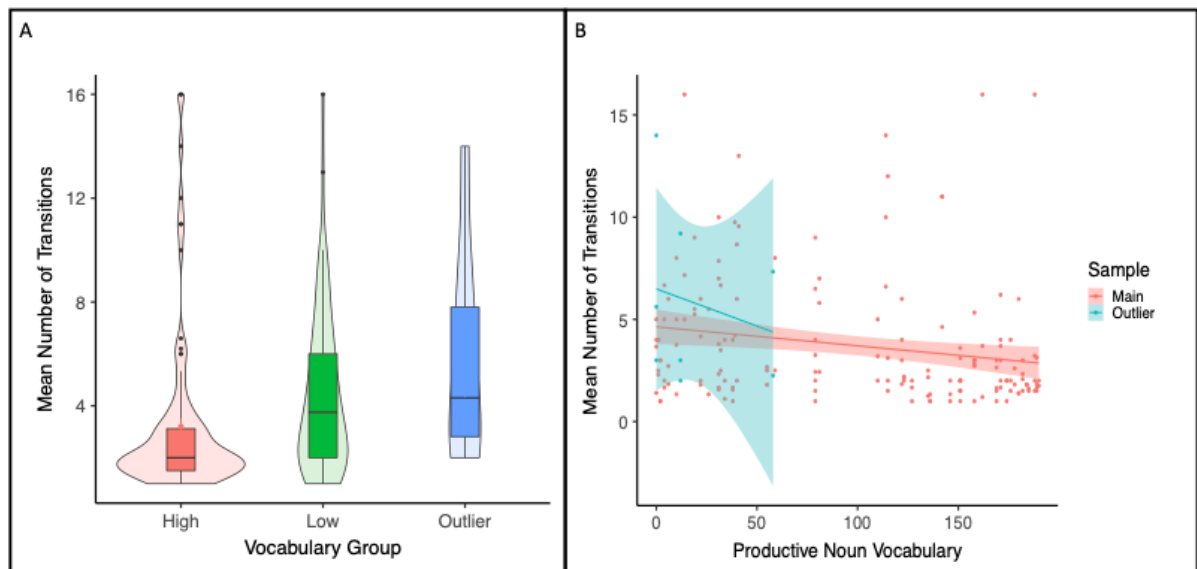 A
Mean Number of Transitions
16
12
8
4
High Low Outlier
Vocabulary Group
B
Mean Number of Transitions
15
10
5
0
0 50 100 150
Productive Noun Vocabulary
Sample
Main
Outlier